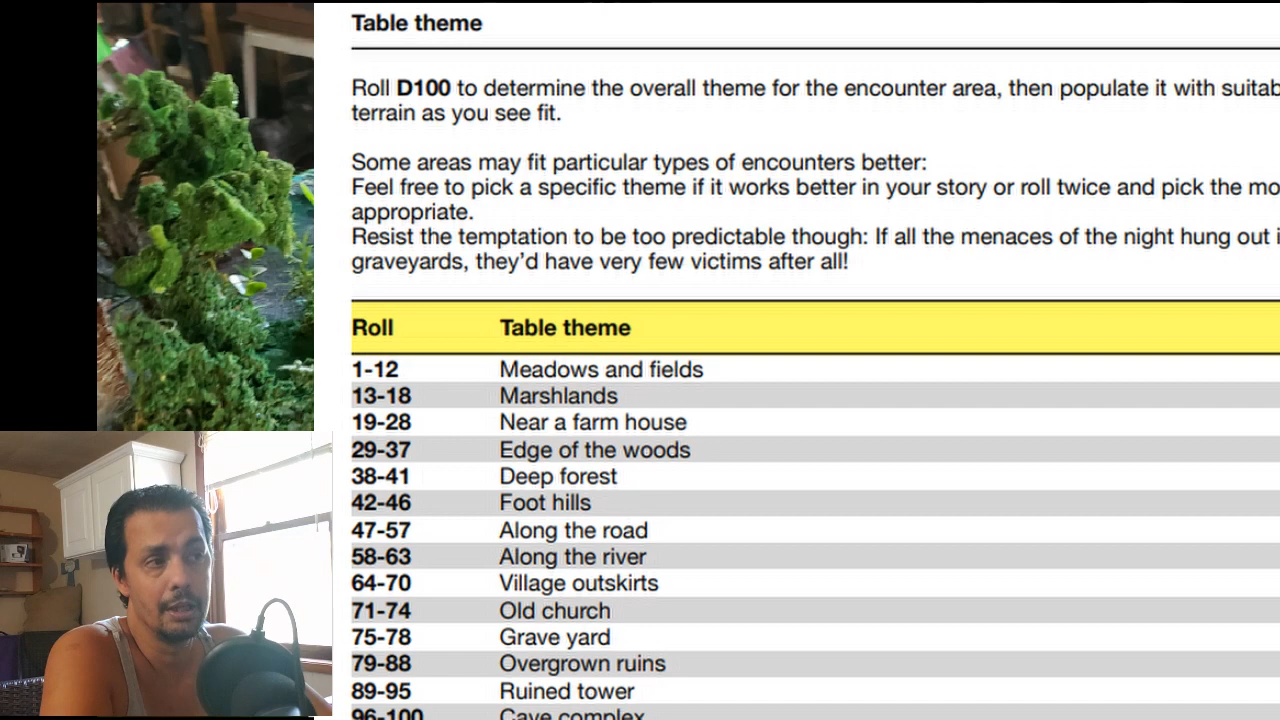 Table theme
Roll D100 to determine the overall theme for the encounter area, then populate it with
terrain as you see fit.
Some areas may fit particular types of encounters better:
Feel free to pick a specific theme if it works better in your story or roll twice and pick the
appropriate.
Resist the temptation to be too predictable though: If all the menaces of the night hung out
graveyards, they'd have very few victims after all!
Roll Table theme
1-12 Meadows and fields
13-18 Marshlands
19-28 Near a farm house
29-37 Edge of the woods
38-41 Deep forest
42-46 Foot hills
47-57 Along the road
58-63 Along the river
64-70 Village outskirts
71-74 Old church
75-78 Grave yard
79-88 Overgrown ruins
89-95 Ruined tower
96-100 Cave complex